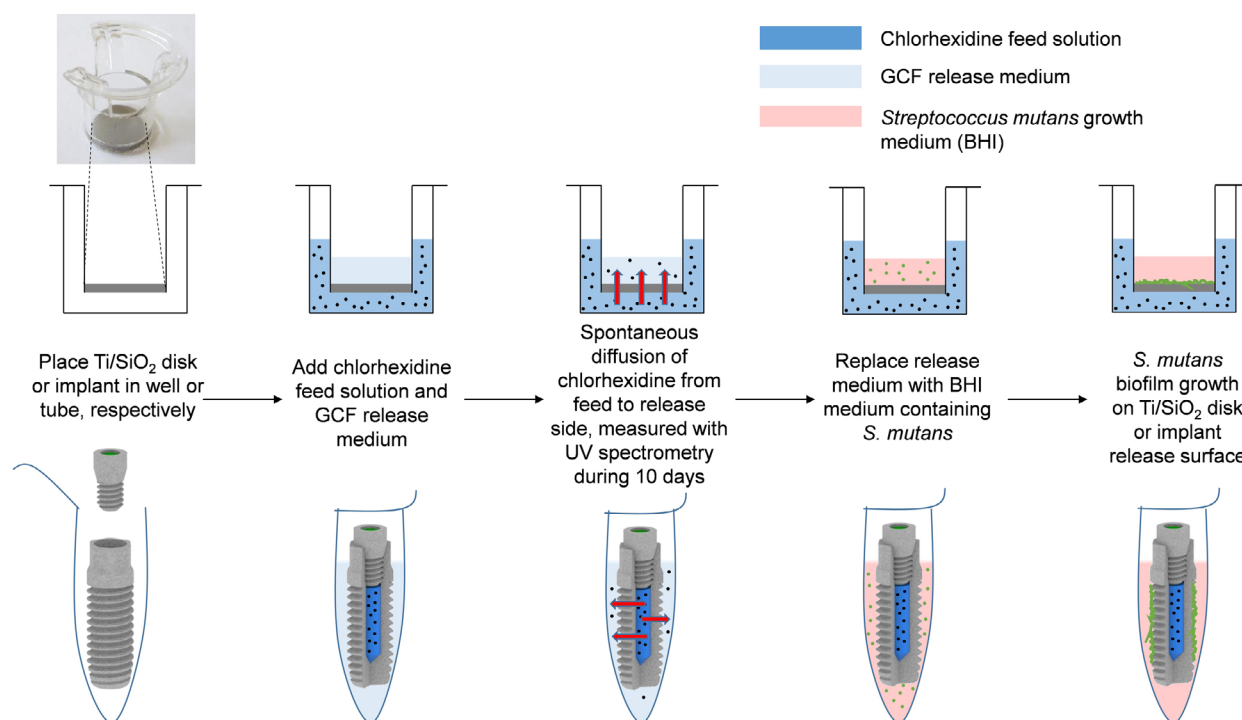 Chlorhexidine feed solution
GCF release medium
Streptococcus mutans growth
medium (BHI)
Place Ti/SiO₂ disk
or implant in well or
tube, respectively
Add chlorhexidine
feed solution and
GCF release
medium
Spontaneous
diffusion of
chlorhexidine from
feed to release
side, measured with
UV spectrometry
during 10 days
Replace release
medium with BHI
medium containing
S. mutans
S. mutans
biofilm growth
on Ti/SiO₂ disk
or implant
release surface